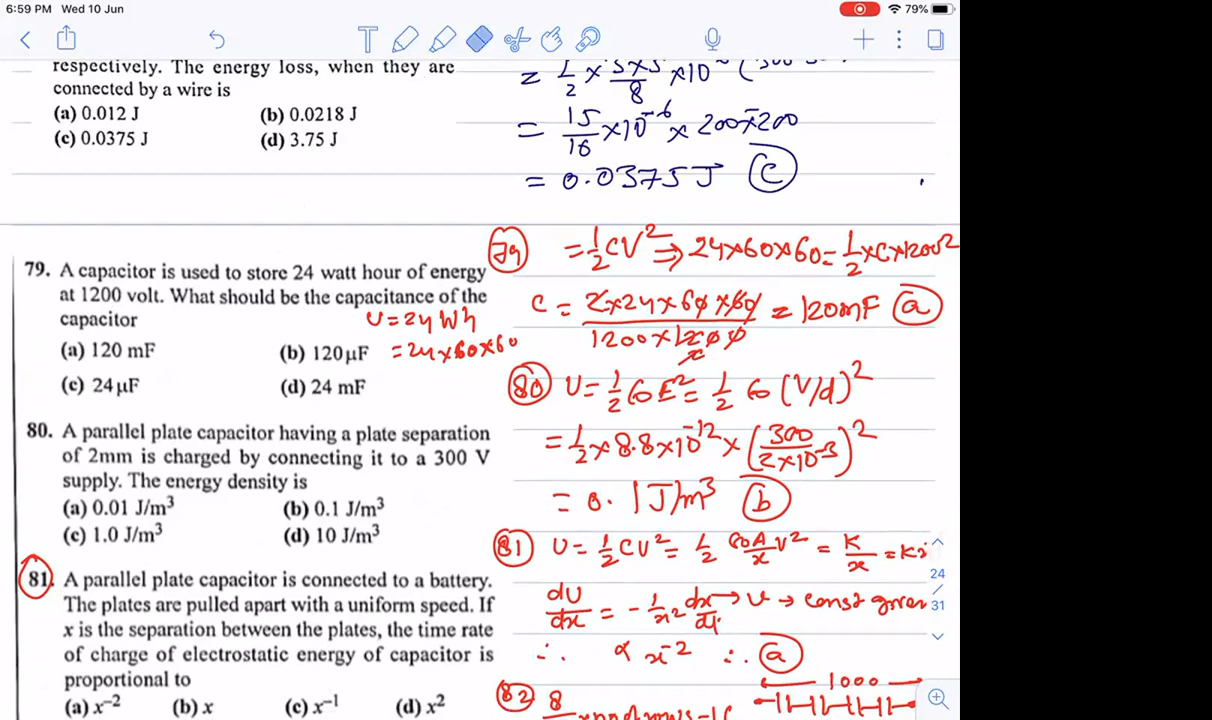 6:59 PM Wed 10 Jun
79%
respectively. The energy loss, when they are
connected by a wire is
(a) 0.012 J (b) 0.0218 J
(c) 0.0375 J (d) 3.75 J
= 15/16 × 10⁻⁶ × 200×200
= 0.0375 J (c)
79. A capacitor is used to store 24 watt hour of energy
at 1200 volt. What should be the capacitance of the
capacitor
U = 24 Wh
(a) 120 mF (b) 120 μF = 24×60×60
(c) 24 μF (d) 24 mF
79 = 1/2 CV² ⇒ 24×60×60 = 1/2 × C × 1200²
C = 2×24×60×60 / 1200×1200 = 120mF (a)
80. A parallel plate capacitor having a plate separation
of 2mm is charged by connecting it to a 300 V
supply. The energy density is
(a) 0.01 J/m³ (b) 0.1 J/m³
(c) 1.0 J/m³ (d) 10 J/m³
80 U = 1/2 ϵ0 E² = 1/2 ϵ0 (V/d)²
= 1/2 × 8.8×10⁻¹² × (300 / 2×10⁻³)²
= 0.1 J/m³ (b)
81. A parallel plate capacitor is connected to a battery.
The plates are pulled apart with a uniform speed. If
x is the separation between the plates, the time rate
of charge of electrostatic energy of capacitor is
proportional to
(a) x⁻² (b) x (c) x⁻¹ (d) x²
81 U = 1/2 CV² = 1/2 ϵ0A/x V² = K/x
dU/dx = - 1/x² dx/dt → v → const given
∴ ∝ x⁻² ∴ (a)
24
/
31
82 8
1000